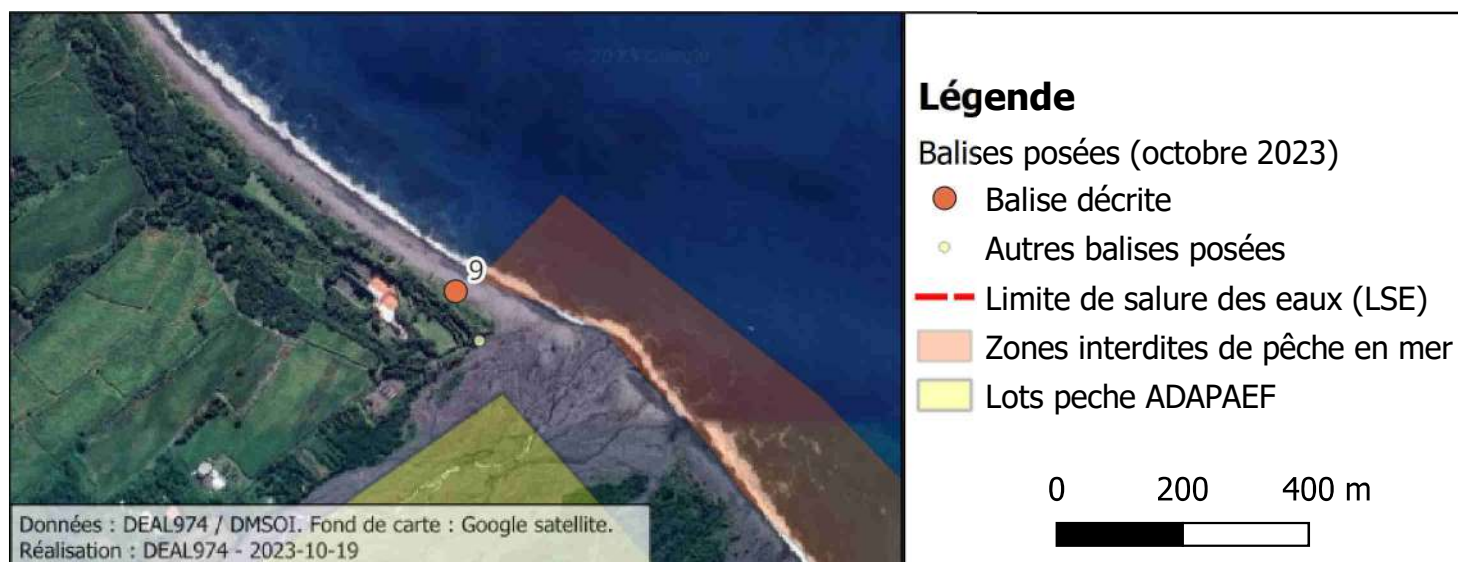 © 2023 Google
9
Données : DEAL974 / DMSOI. Fond de carte : Google satellite.
Réalisation : DEAL974 - 2023-10-19
Légende
Balises posées (octobre 2023)
Balise décrite
Autres balises posées
Limite de salure des eaux (LSE)
Zones interdites de pêche en mer
Lots peche ADAPAEF
0 200 400 m